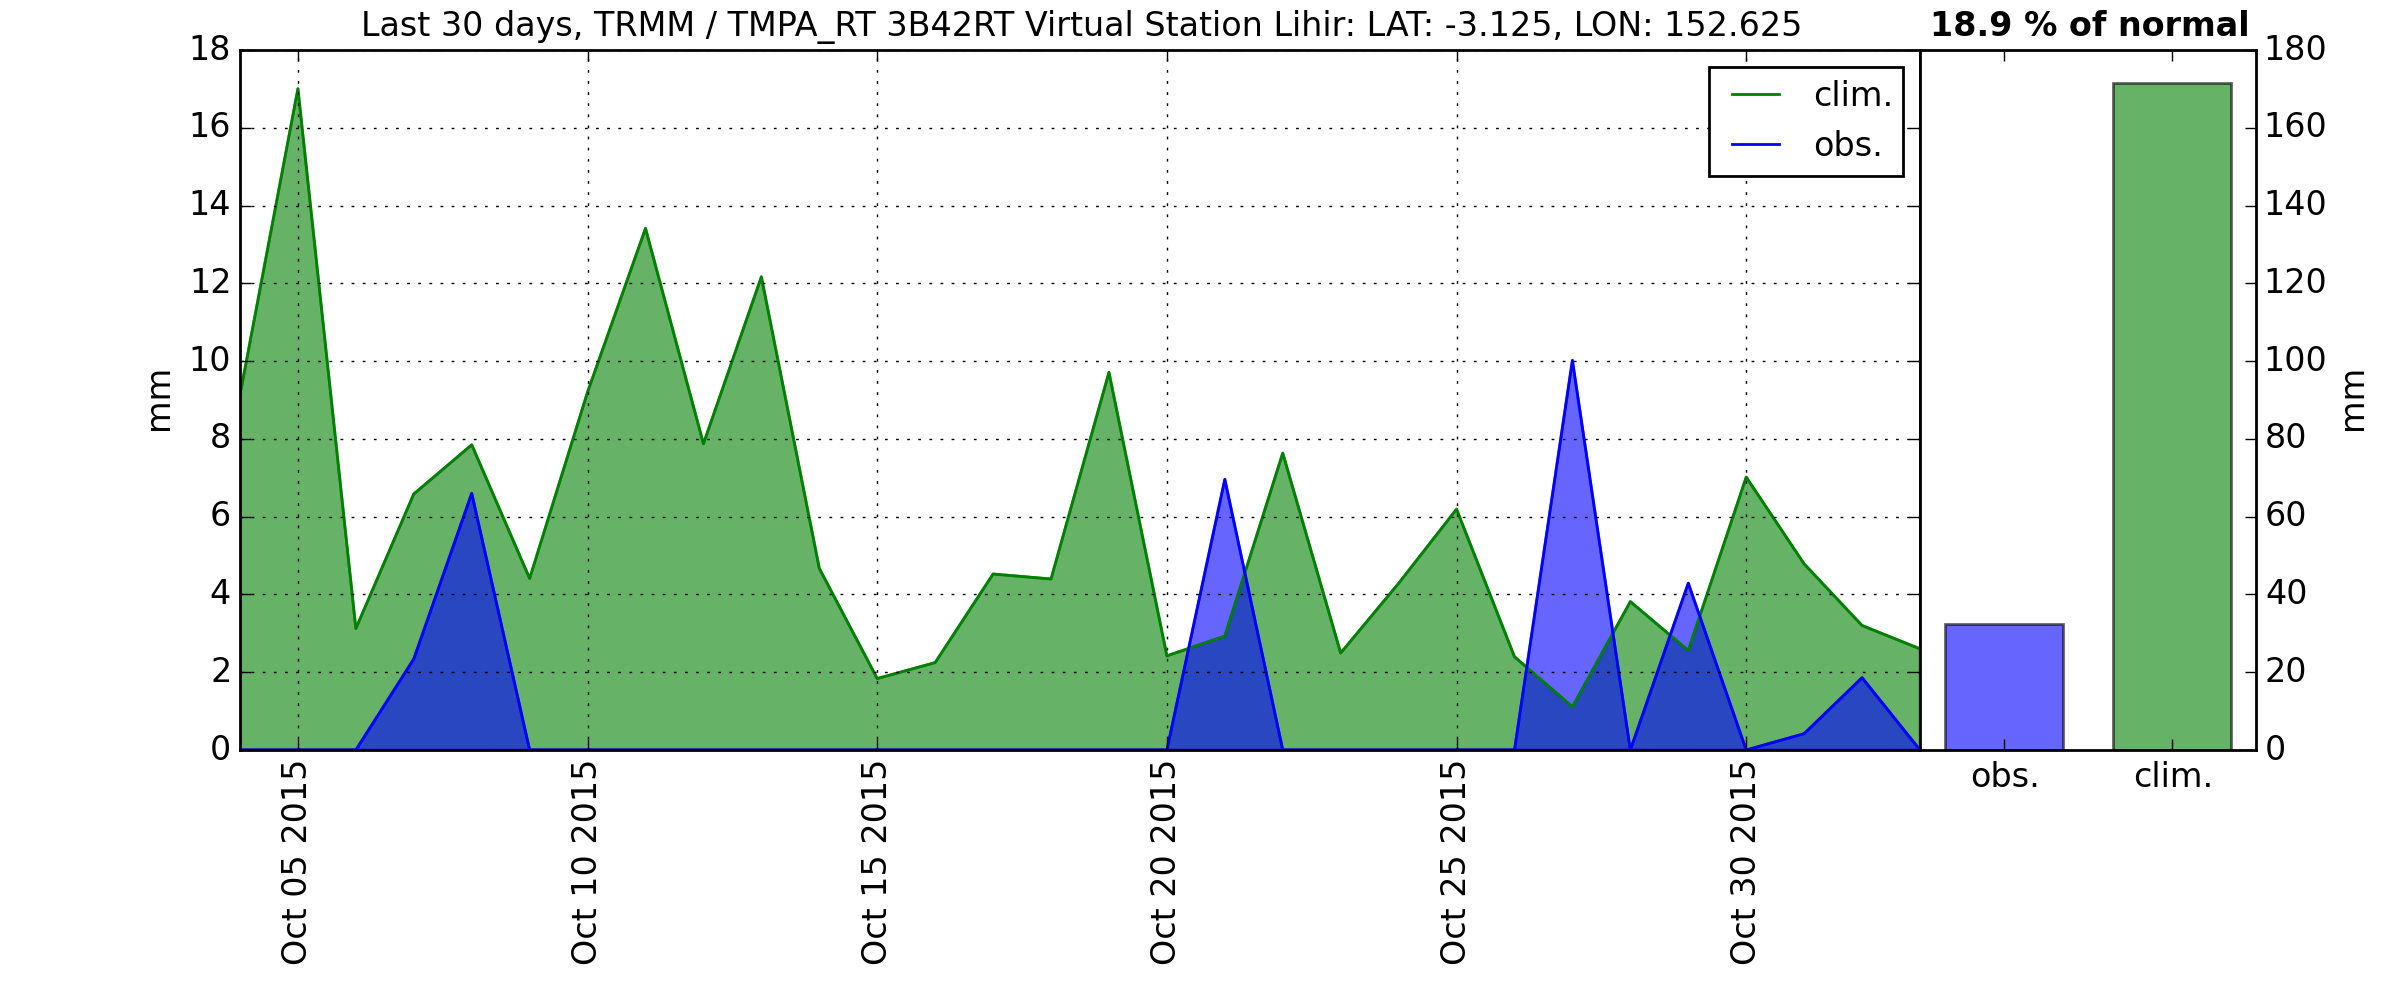 Last 30 days, TRMM / TMPA_RT 3B42RT Virtual Station Lihir: LAT: -3.125, LON: 152.625
18.9 % of normal
18
16
14
12
10
8
6
4
2
0
mm
clim.
obs.
Oct 05 2015
Oct 10 2015
Oct 15 2015
Oct 20 2015
Oct 25 2015
Oct 30 2015
180
160
140
120
100
80
60
40
20
0
mm
obs.
clim.